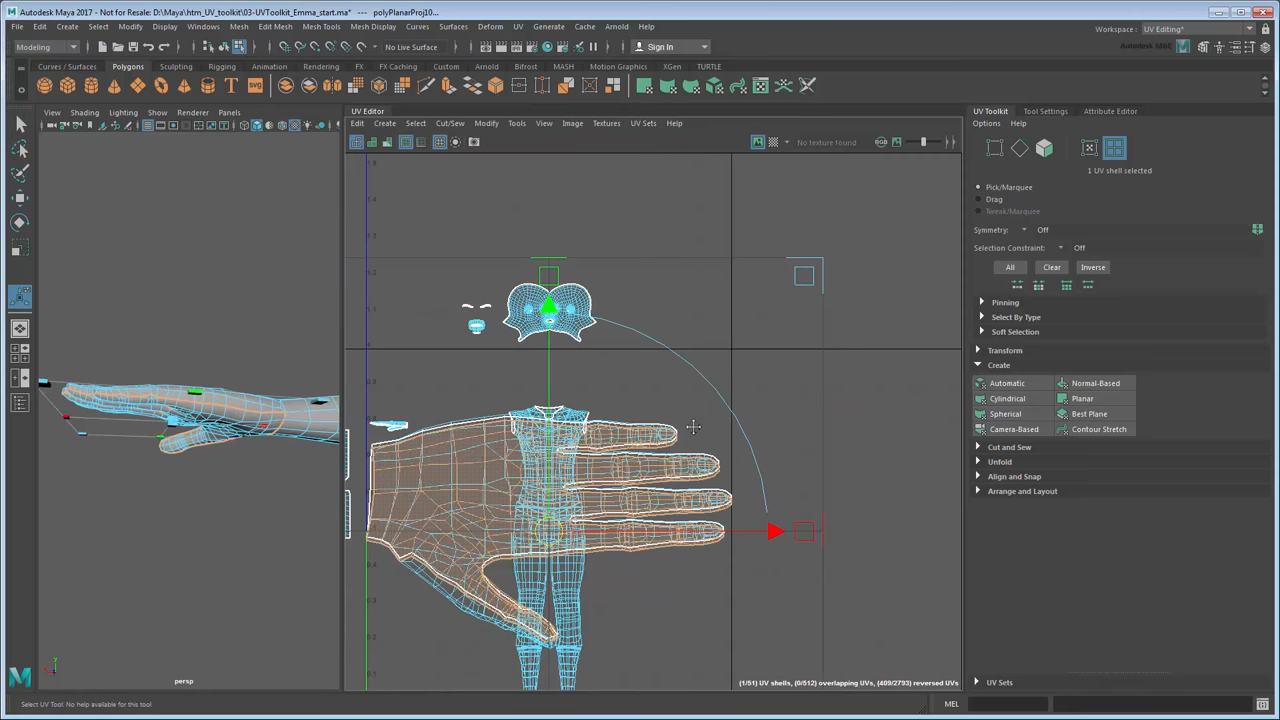 Autodesk Maya 2017 - Not for Resale: D:\Maya\htm_UV_toolkit\03-UVToolkit_Emma_start.ma* --- polyPlanarProj10...
File Edit Create Select Modify Display Windows Mesh Edit Mesh Mesh Tools Mesh Display Curves Surfaces Deform UV Generate Cache Arnold Help
Workspace: UV Editing*
Modeling No Live Surface Sign In Autodesk MBE
Curves / Surfaces Polygons Sculpting Rigging Animation Rendering FX FX Caching Custom Arnold Bifrost MASH Motion Graphics XGen TURTLE
View Shading Lighting Show Renderer Panels
persp
UV Editor
Edit Create Select Cut/Sew Modify Tools View Image Textures UV Sets Help
No texture found
(1/51) UV shells, (0/512) overlapping UVs, (409/2793) reversed UVs
UV Toolkit Tool Settings Attribute Editor
Options Help
1 UV shell selected
Pick/Marquee
Drag
Tweak/Marquee
Symmetry: Off
Selection Constraint: Off
All Clear Inverse
Pinning
Select By Type
Soft Selection
Transform
Create
Automatic Normal-Based
Cylindrical Planar
Spherical Best Plane
Camera-Based Contour Stretch
Cut and Sew
Unfold
Align and Snap
Arrange and Layout
UV Sets
Select UV Tool: No help available for this tool
MEL